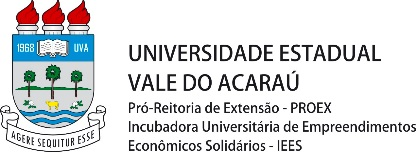 1968 UVA
AGERE SEQUITUR ESSE
UNIVERSIDADE ESTADUAL
VALE DO ACARAÚ
Pró-Reitoria de Extensão - PROEX
Incubadora Universitária de Empreendimentos
Econômicos Solidários - IEES